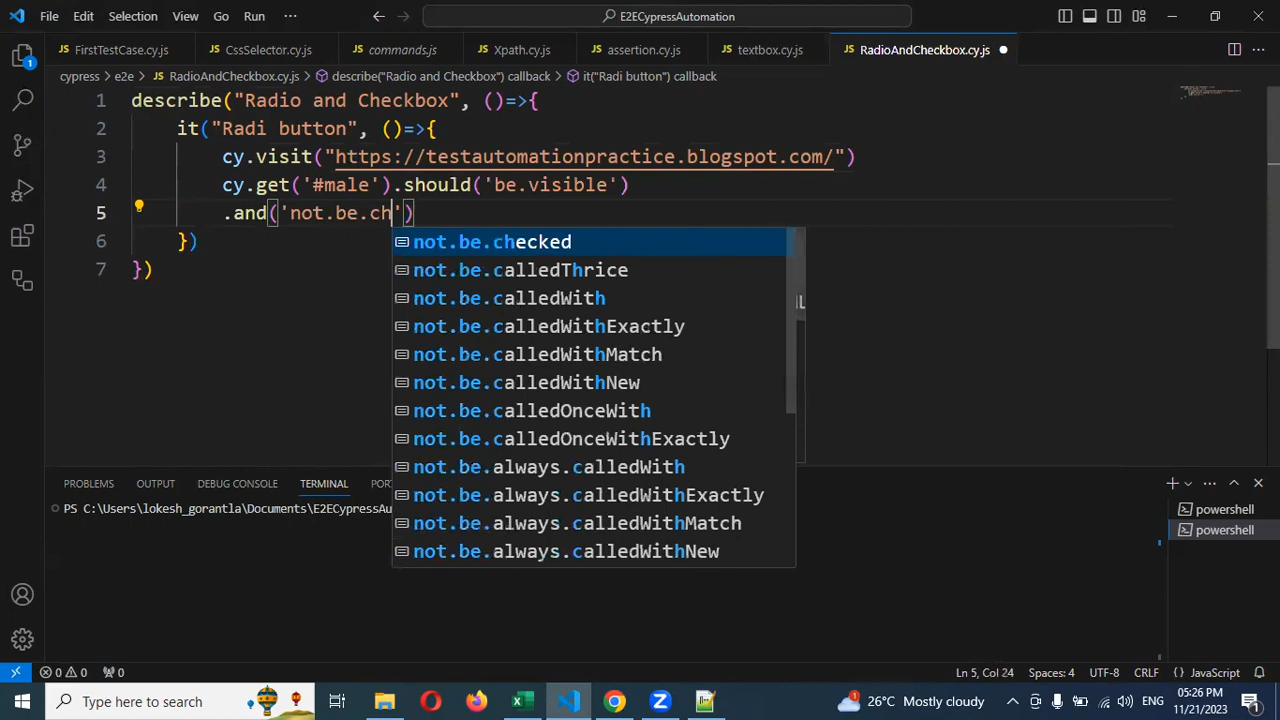 File Edit Selection View Go Run ··· E2ECypressAutomation
FirstTestCase.cy.js CssSelector.cy.js commands.js Xpath.cy.js assertion.cy.js textbox.cy.js RadioAndCheckbox.cy.js
cypress > e2e > RadioAndCheckbox.cy.js > describe("Radio and Checkbox") callback > it("Radi button") callback
1 describe("Radio and Checkbox", ()=>{
2 it("Radi button", ()=>{
3 cy.visit("https://testautomationpractice.blogspot.com/")
4 cy.get('#male').should('be.visible')
5 .and('not.be.ch')
6 })
7 })
not.be.checked
not.be.calledThrice
not.be.calledWith
not.be.calledWithExactly
not.be.calledWithMatch
not.be.calledWithNew
not.be.calledOnceWith
not.be.calledOnceWithExactly
not.be.always.calledWith
not.be.always.calledWithExactly
not.be.always.calledWithMatch
not.be.always.calledWithNew
PROBLEMS OUTPUT DEBUG CONSOLE TERMINAL
PS C:\Users\lokesh_gorantla\Documents\E2ECypressAu
powershell
powershell
0 0 0 Ln 5, Col 24 Spaces: 4 UTF-8 CRLF {} JavaScript
Type here to search 26°C Mostly cloudy ENG 05:26 PM
11/21/2023